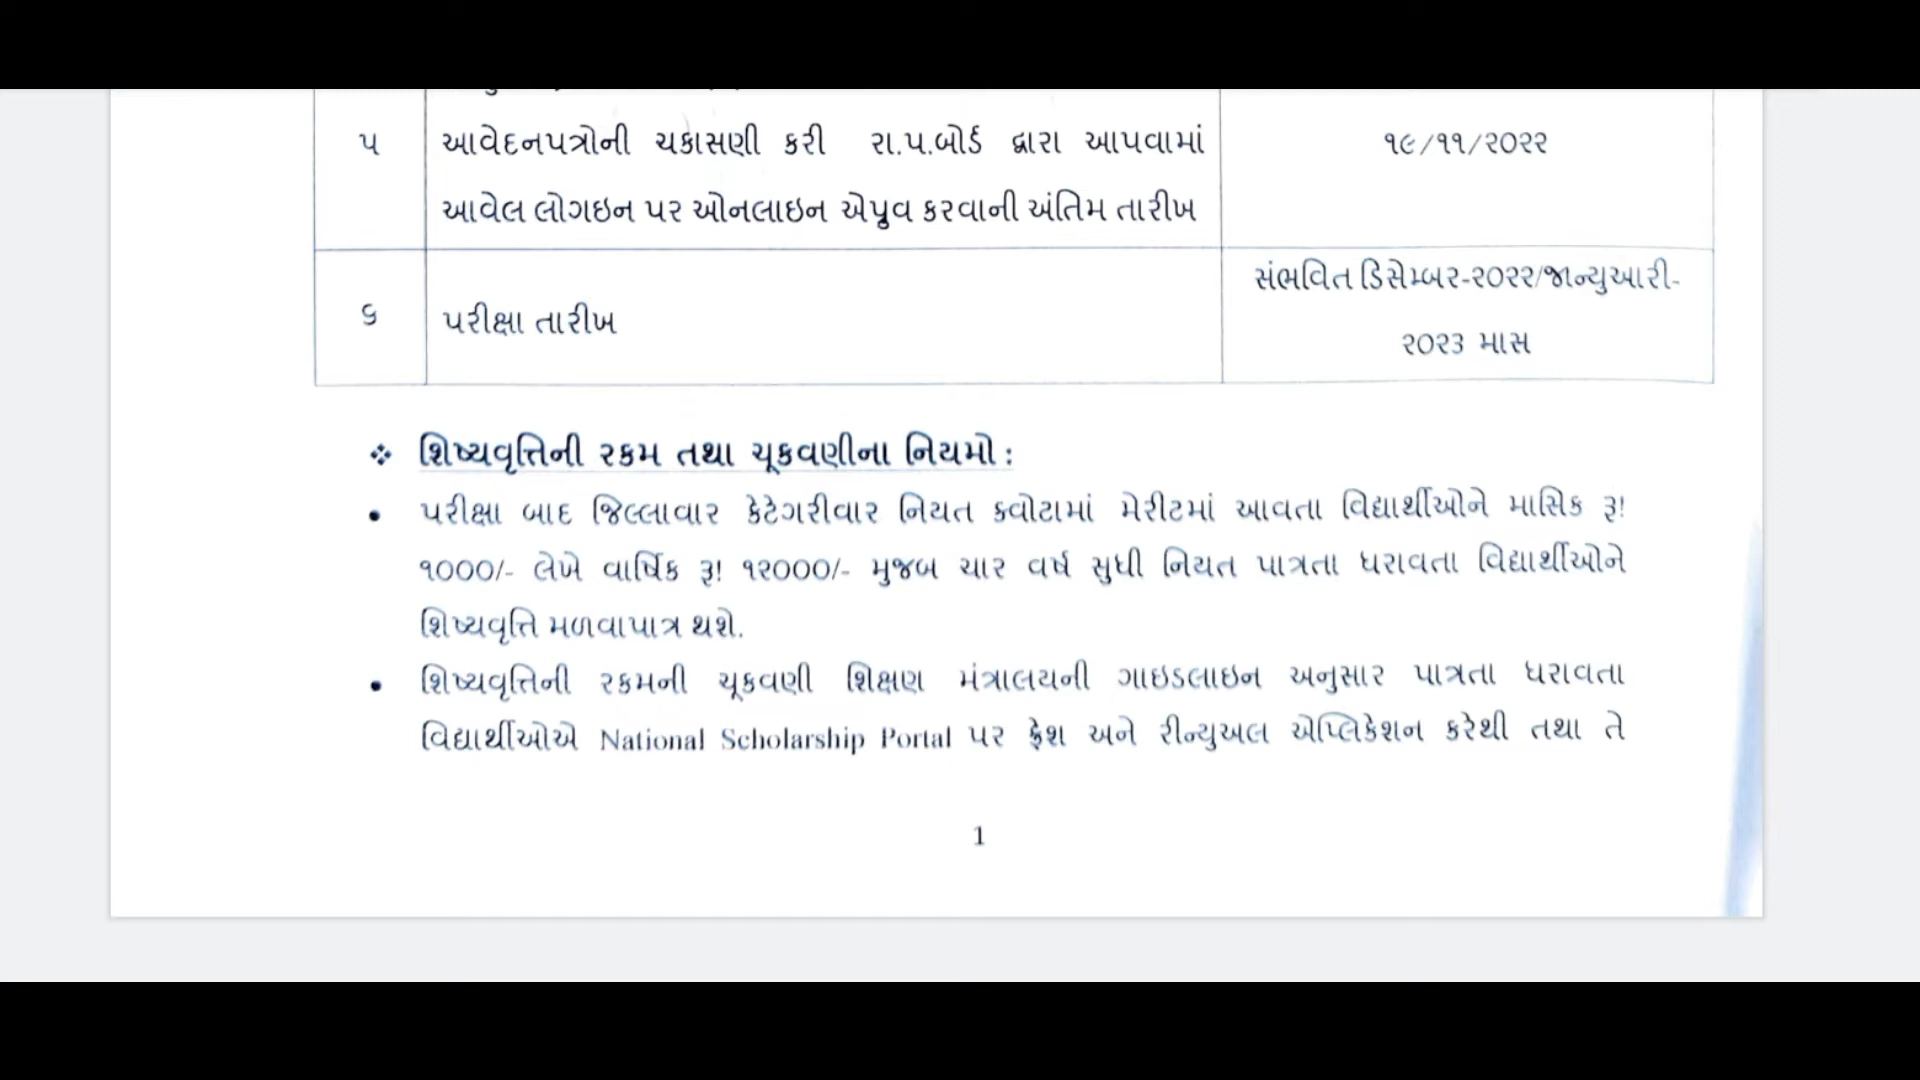 ૫ આવેદનપત્રોની ચકાસણી કરી રા.પ.બોર્ડ દ્વારા આપવામાં ૧૯/૧૧/૨૦૨૨
આવેલ લોગઇન પર ઓનલાઇન એપ્રુવ કરવાની અંતિમ તારીખ
સંભવિત ડિસેમ્બર-૨૦૨૨/જાન્યુઆરી-
૬ પરીક્ષા તારીખ
૨૦૨૩ માસ
❖ શિષ્યવૃત્તિની રકમ તથા ચૂકવણીના નિયમો :
• પરીક્ષા બાદ જિલ્લાવાર કેટેગરીવાર નિયત ક્વોટામાં મેરીટમાં આવતા વિદ્યાર્થીઓને માસિક રૂ!
૧૦૦૦/- લેખે વાર્ષિક રૂ! ૧૨૦૦૦/- મુજબ ચાર વર્ષ સુધી નિયત પાત્રતા ધરાવતા વિદ્યાર્થીઓને
શિષ્યવૃત્તિ મળવાપાત્ર થશે.
• શિષ્યવૃત્તિની રકમની ચૂકવણી શિક્ષણ મંત્રાલયની ગાઇડલાઇન અનુસાર પાત્રતા ધરાવતા
વિદ્યાર્થીઓએ National Scholarship Portal પર ફ્રેશ અને રીન્યુઅલ એપ્લિકેશન કરેથી તથા તે
1